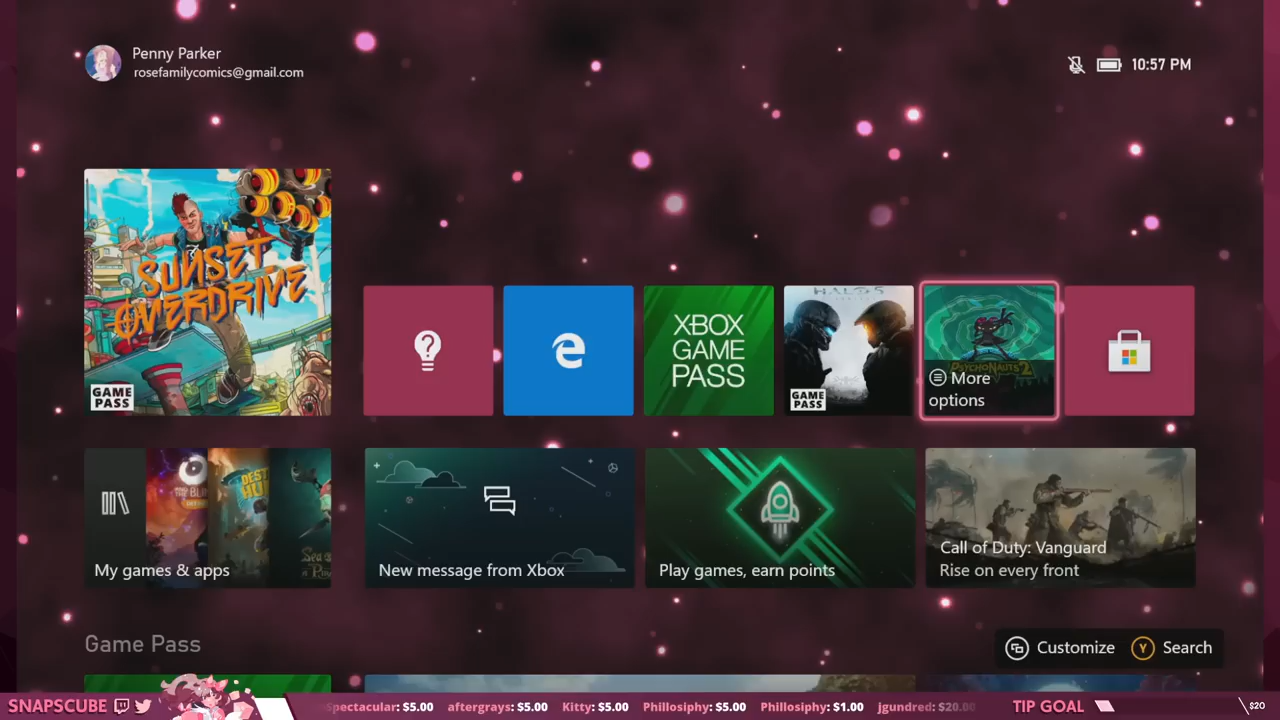 Penny Parker
rosefamilycomics@gmail.com
10:57 PM
SUNSET
OVERDRIVE
GAME
PASS
XBOX
GAME
PASS
HALO 5
GAME
PASS
PSYCHONAUTS 2
More
options
My games & apps
New message from Xbox
Play games, earn points
Call of Duty: Vanguard
Rise on every front
Game Pass
Customize
Y Search
SNAPSCUBE
Spectacular: $5.00 aftergrays: $5.00 Kitty: $5.00 Phillosiphy: $5.00 Phillosiphy: $1.00 jgundred: $20.00
TIP GOAL
$20